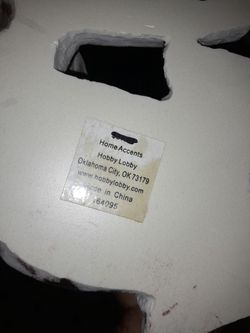 Home Accents
Hobby Lobby
Oklahoma City, OK 73179
www.hobbylobby.com
in China
64095